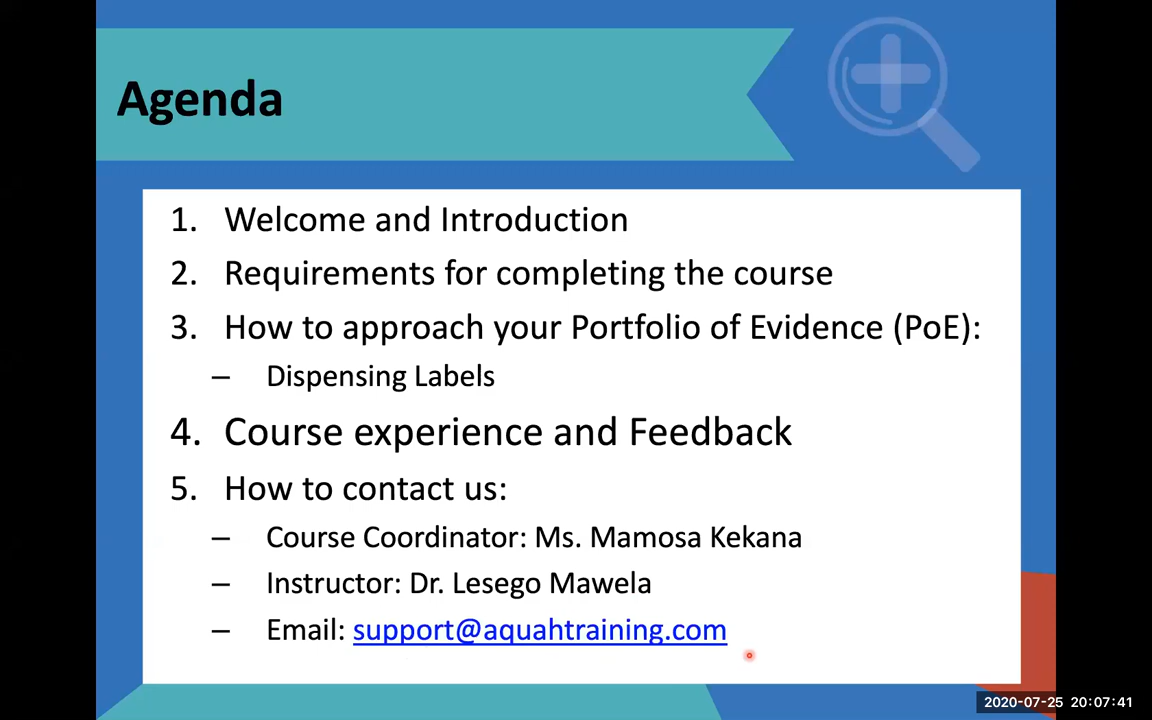 Agenda
1. Welcome and Introduction
2. Requirements for completing the course
3. How to approach your Portfolio of Evidence (PoE):
– Dispensing Labels
4. Course experience and Feedback
5. How to contact us:
– Course Coordinator: Ms. Mamosa Kekana
– Instructor: Dr. Lesego Mawela
– Email: support@aquahtraining.com
2020-07-25 20:07:41